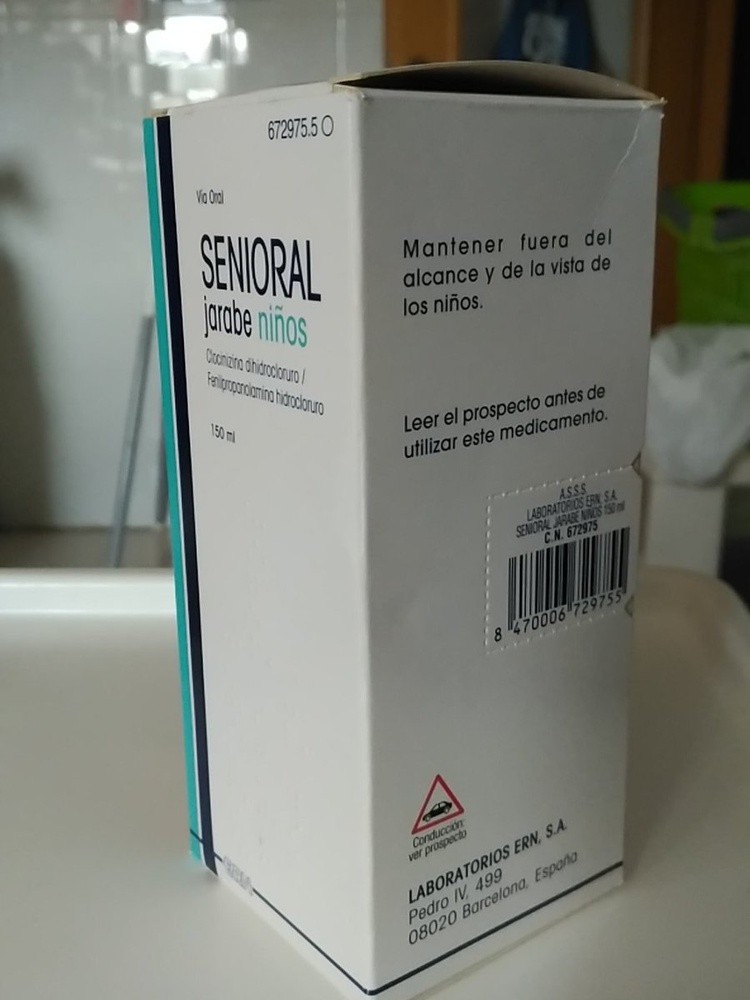 672975.5
Vía Oral
SENIORAL
jarabe niños
Clocinizina dihidrocloruro /
Fenilpropanolamina hidrocloruro
150 ml
Mantener fuera del
alcance y de la vista de
los niños.
Leer el prospecto antes de
utilizar este medicamento.
A.S.S.S.
LABORATORIOS ERN, S.A.
SENIORAL JARABE NIÑOS 150 ml
C.N. 672975
8 470006 729755
Conducción:
ver prospecto
LABORATORIOS ERN, S.A.
Pedro IV, 499
08020 Barcelona, España